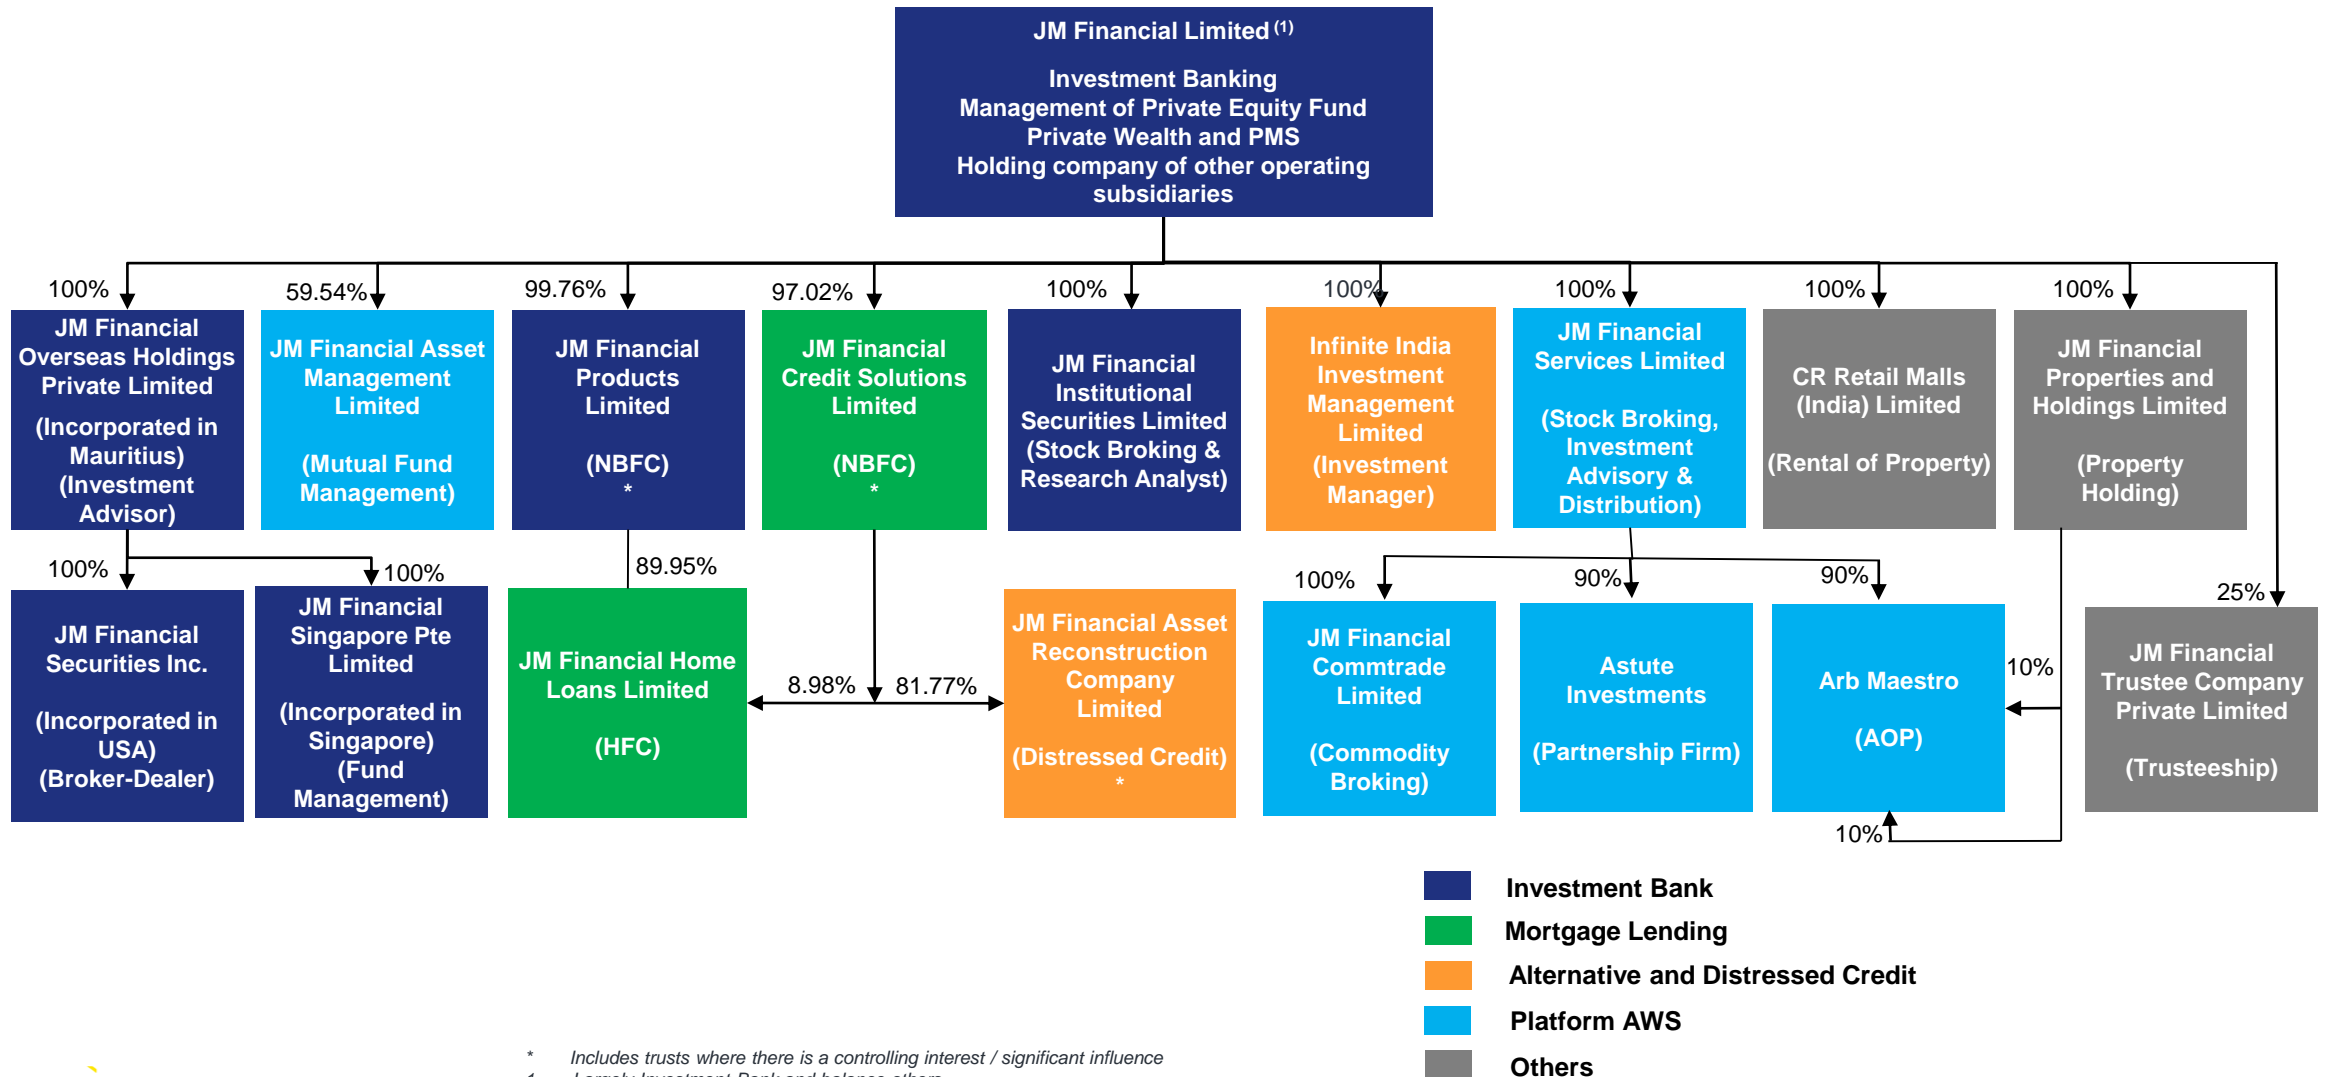 JM Financial Limited (1)
Investment Banking
Management of Private Equity Fund
Private Wealth and PMS
Holding company of other operating
subsidiaries
100%
59.54%
99.76%
97.02%
100%
100%
100%
100%
100%
JM Financial
Overseas Holdings
Private Limited
(Incorporated in
Mauritius)
(Investment
Advisor)
JM Financial Asset
Management
Limited
(Mutual Fund
Management)
JM Financial
Products
Limited
(NBFC)
*
JM Financial
Credit Solutions
Limited
(NBFC)
*
JM Financial
Institutional
Securities Limited
(Stock Broking &
Research Analyst)
Infinite India
Investment
Management
Limited
(Investment
Manager)
JM Financial
Services Limited
(Stock Broking,
Investment
Advisory &
Distribution)
CR Retail Malls
(India) Limited
(Rental of Property)
JM Financial
Properties and
Holdings Limited
(Property
Holding)
100%
100%
89.95%
8.98%
81.77%
100%
90%
90%
10%
25%
JM Financial
Securities Inc.
(Incorporated in
USA)
(Broker-Dealer)
JM Financial
Singapore Pte
Limited
(Incorporated in
Singapore)
(Fund
Management)
JM Financial Home
Loans Limited
(HFC)
JM Financial Asset
Reconstruction
Company
Limited
(Distressed Credit)
*
JM Financial
Commtrade
Limited
(Commodity
Broking)
Astute
Investments
(Partnership Firm)
Arb Maestro
(AOP)
JM Financial
Trustee Company
Private Limited
(Trusteeship)
10%
Investment Bank
Mortgage Lending
Alternative and Distressed Credit
Platform AWS
Others
* Includes trusts where there is a controlling interest / significant influence
1 Largely Investment Bank and balance others